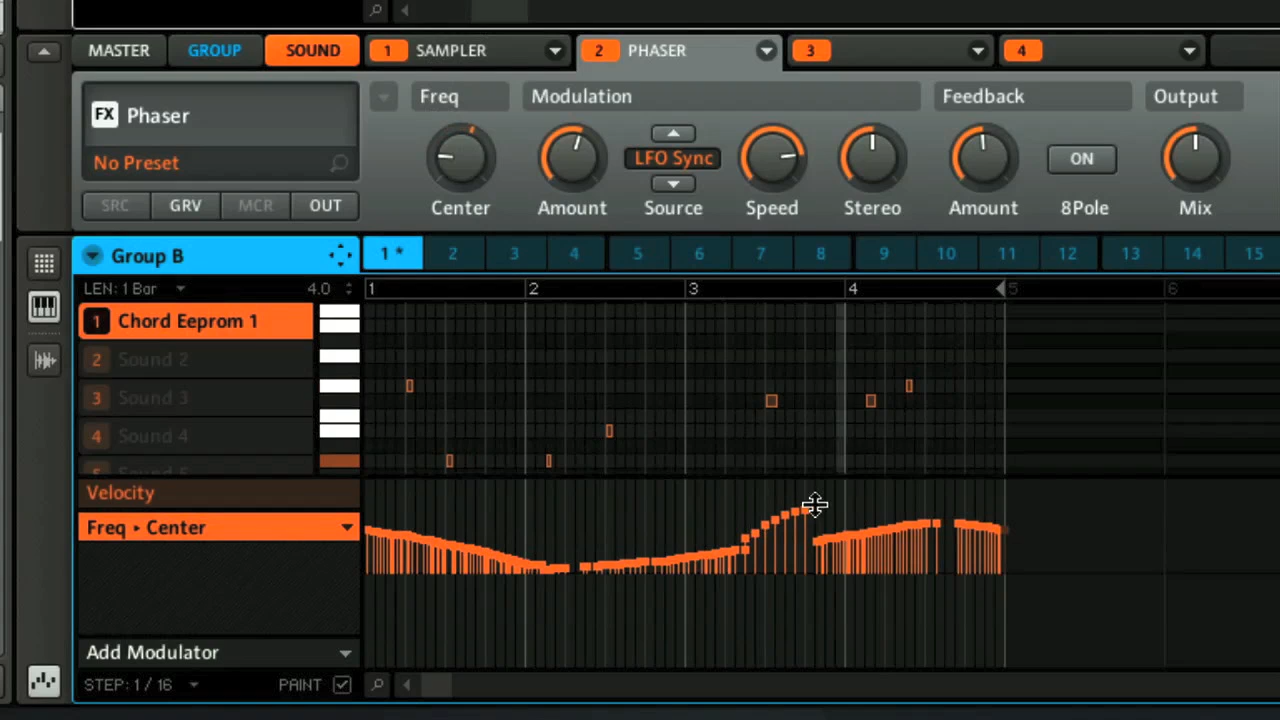 MASTER GROUP SOUND 1 SAMPLER 2 PHASER 3 4
FX Phaser
No Preset
SRC GRV MCR OUT
Freq Modulation Feedback Output
LFO Sync
ON
Center Amount Source Speed Stereo Amount 8Pole Mix
Group B 1 * 2 3 4 5 6 7 8 9 10 11 12 13 14 15
LEN: 1 Bar 4.0 1 2 3 4 5 6
1 Chord Eeprom 1
2 Sound 2
3 Sound 3
4 Sound 4
Velocity
Freq ▸ Center
Add Modulator
STEP: 1 / 16 PAINT